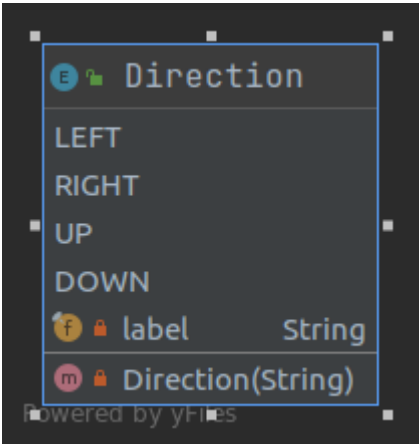 E Direction
LEFT
RIGHT
UP
DOWN
f label String
m Direction(String)
Powered by yFiles